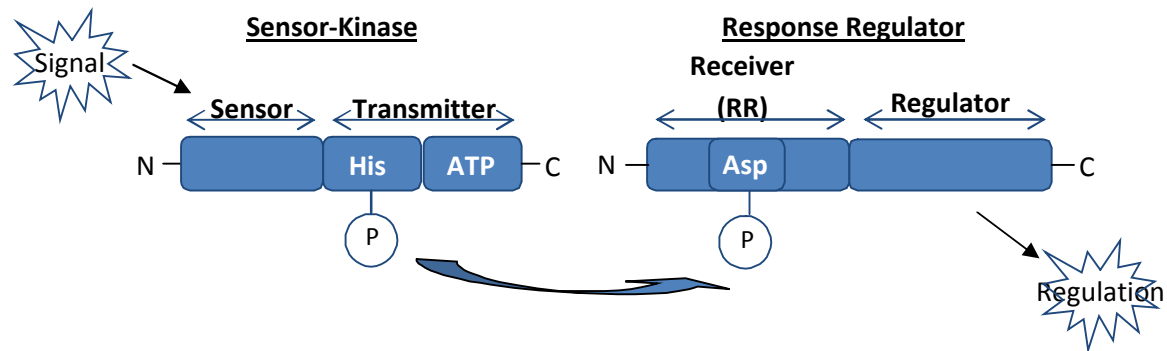 Sensor-Kinase
Response Regulator
Signal
Receiver
(RR)
Sensor
Transmitter
Regulator
N
His
ATP
C
N
Asp
C
P
P
Regulation